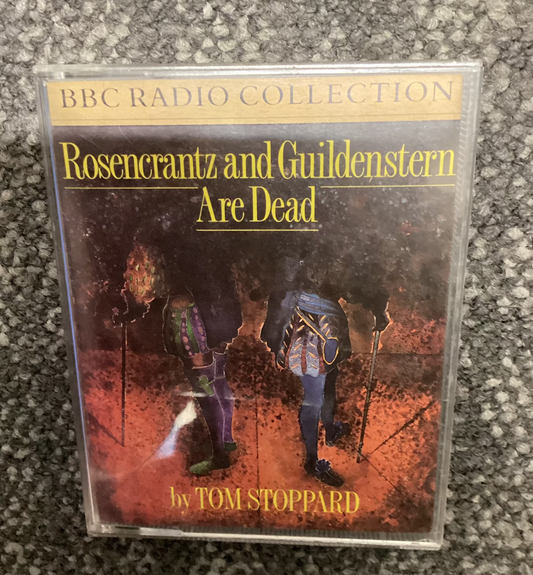 BBC RADIO COLLECTION
Rosencrantz and Guildenstern
Are Dead
by TOM STOPPARD